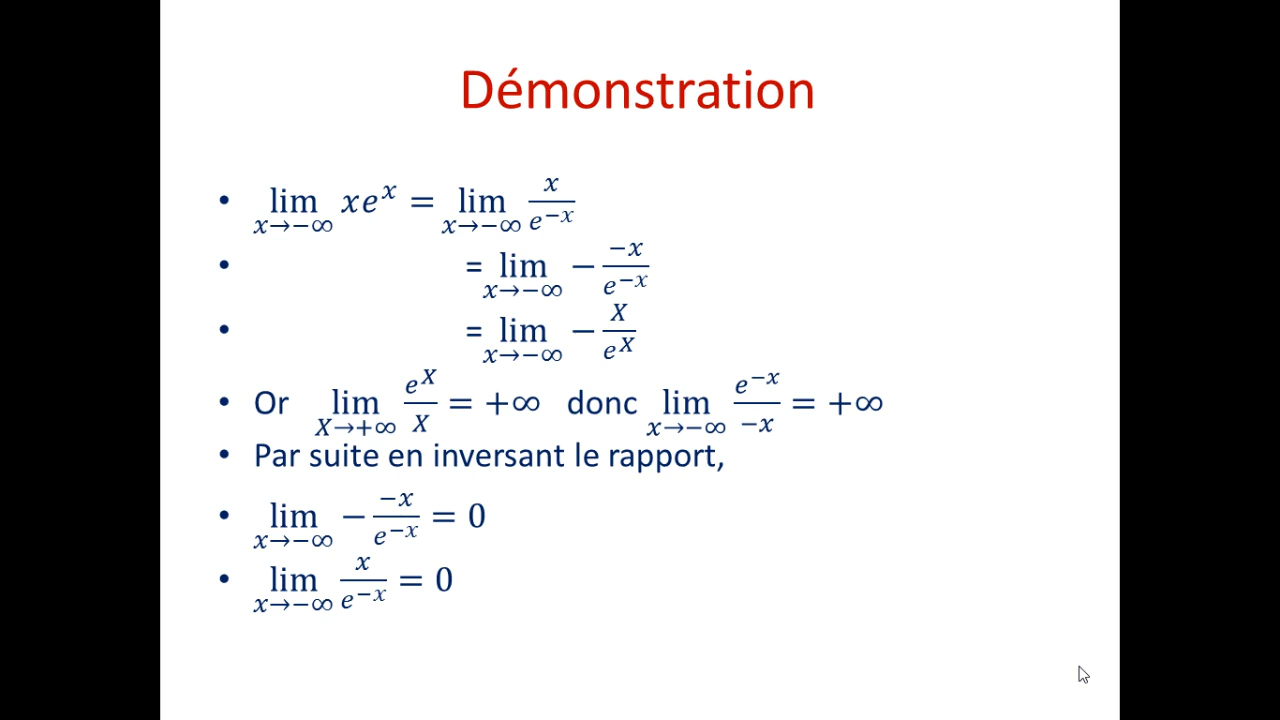 Démonstration
• lim x→−∞ xeˣ = lim x→−∞ x/e⁻ˣ
• = lim x→−∞ − −x/e⁻ˣ
• = lim x→−∞ − X/e^X
• Or lim X→+∞ e^X/X = +∞ donc lim x→−∞ e⁻ˣ/−x = +∞
• Par suite en inversant le rapport,
• lim x→−∞ − −x/e⁻ˣ = 0
• lim x→−∞ x/e⁻ˣ = 0